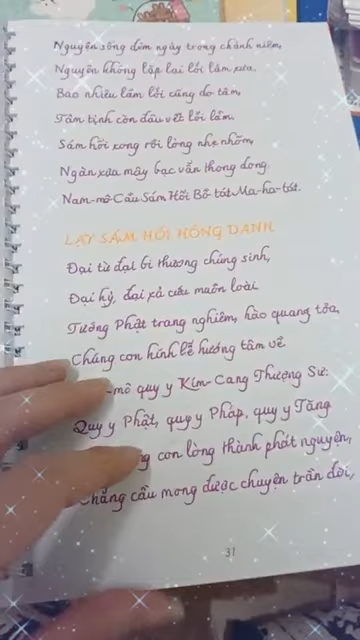 Nguyện sống đêm ngày trong chánh niệm,
Nguyện không lặp lại lỗi lầm xưa.
Bao nhiêu lầm lỗi cũng do tâm,
Tâm tịnh còn đâu vết lỗi lầm.
Sám hối xong rồi lòng nhẹ nhõm,
Ngàn xưa mây bạc vẫn thong dong.
Nam-mô Cầu Sám Hối Bồ-tát Ma-ha-tát.
LẠY SÁM HỐI HỒNG DANH
Đại từ đại bi thương chúng sinh,
Đại hỷ, đại xả cứu muôn loài
Tướng Phật trang nghiêm, hào quang tỏa,
Chúng con kính lễ hướng tâm về
-mô quy y Kim-Cang Thượng Sư:
Quy y Phật, quy y Pháp, quy y Tăng
con lòng thành phát nguyện,
Chẳng cầu mong được chuyện trần đời,
31